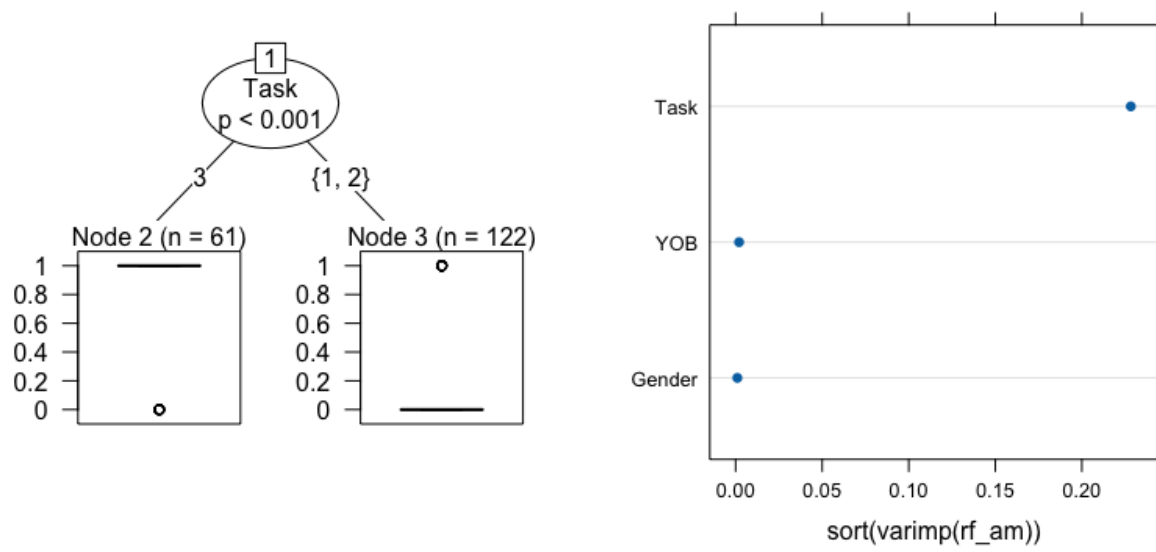 1
Task
p < 0.001
3
{1, 2}
Node 2 (n = 61)
1
0.8
0.6
0.4
0.2
0
Node 3 (n = 122)
1
0.8
0.6
0.4
0.2
0
Task
YOB
Gender
0.00 0.05 0.10 0.15 0.20
sort(varimp(rf_am))